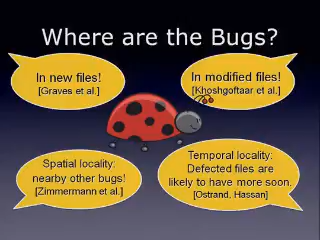 Where are the Bugs?
In new files!
[Graves et al.]
In modified files!
[Khoshgoftaar et al.]
Spatial locality:
nearby other bugs!
[Zimmermann et al.]
Temporal locality:
Defected files are
likely to have more soon.
[Ostrand, Hassan]